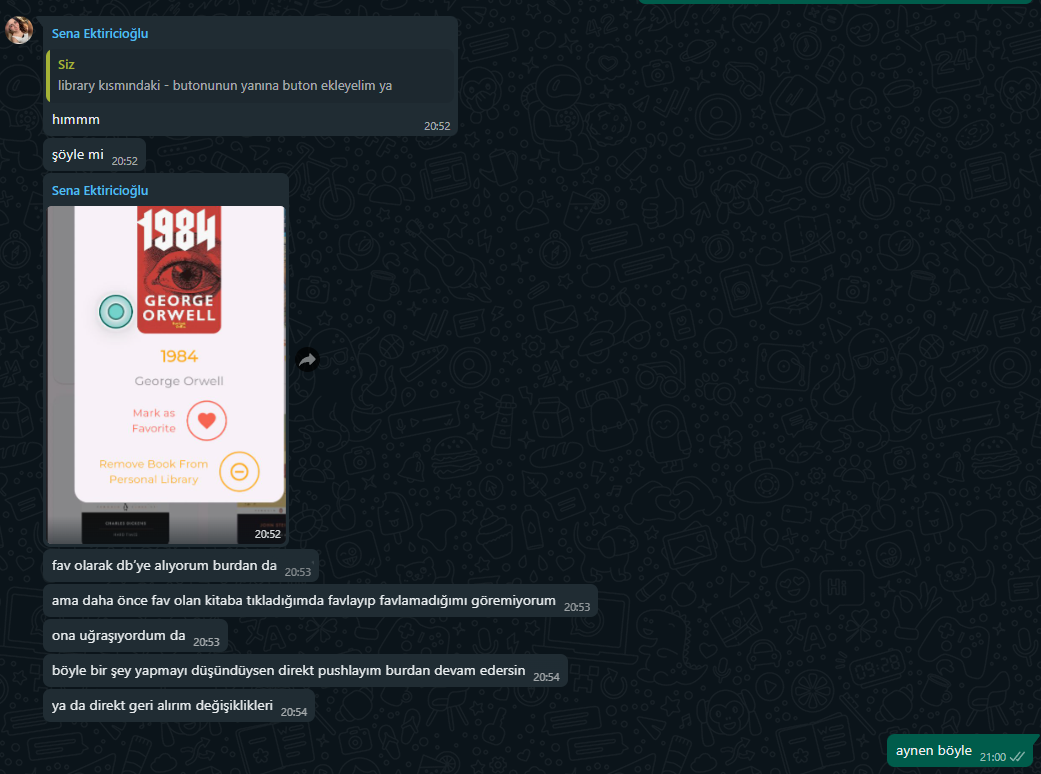 Sena Ektiricioğlu
Siz
library kısmındaki - butonunun yanına buton ekleyelim ya
hımmm
20:52
şöyle mi
20:52
Sena Ektiricioğlu
1984
GEORGE
ORWELL
1984
George Orwell
Mark as
Favorite
Remove Book From
Personal Library
CHARLES DICKENS
20:52
fav olarak db'ye alıyorum burdan da
20:53
ama daha önce fav olan kitaba tıkladığımda favlayıp favlamadığımı göremiyorum
20:53
ona uğraşıyordum da
20:53
böyle bir şey yapmayı düşündüysen direkt pushlayım burdan devam edersin
20:54
ya da direkt geri alırım değişiklikleri
20:54
aynen böyle
21:00